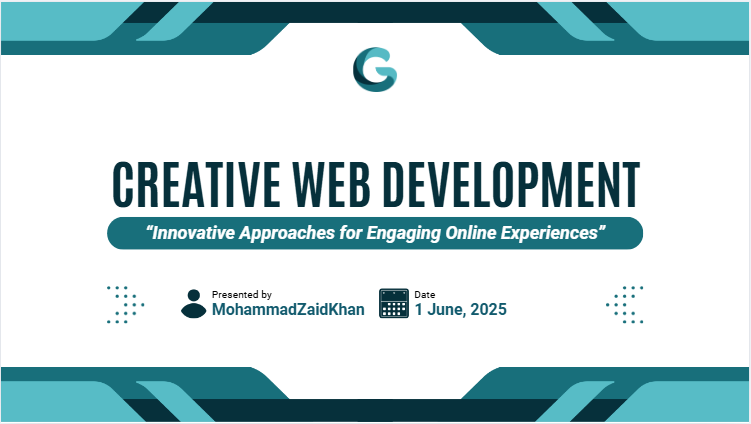 G
CREATIVE WEB DEVELOPMENT
“Innovative Approaches for Engaging Online Experiences”
Presented by
MohammadZaidKhan
Date
1 June, 2025